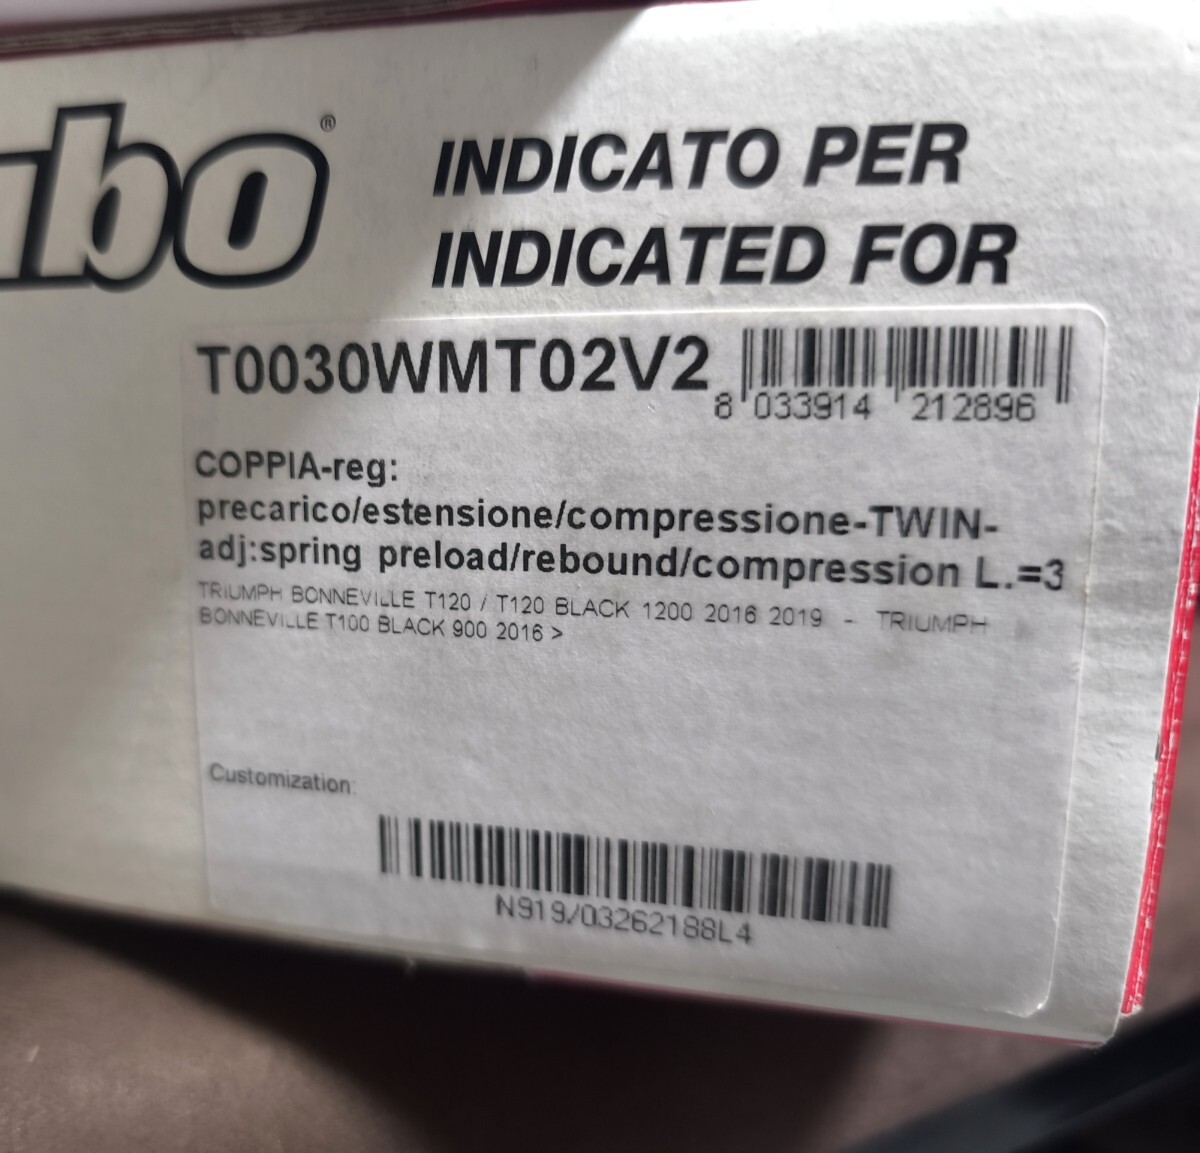 bo®
INDICATO PER
INDICATED FOR
T0030WMT02V2
8 033914 212896
COPPIA-reg:
precarico/estensione/compressione-TWIN-
adj:spring preload/rebound/compression L.=3
TRIUMPH BONNEVILLE T120 / T120 BLACK 1200 2016 2019 - TRIUMPH
BONNEVILLE T100 BLACK 900 2016 >
Customization:
N919/03262188L4